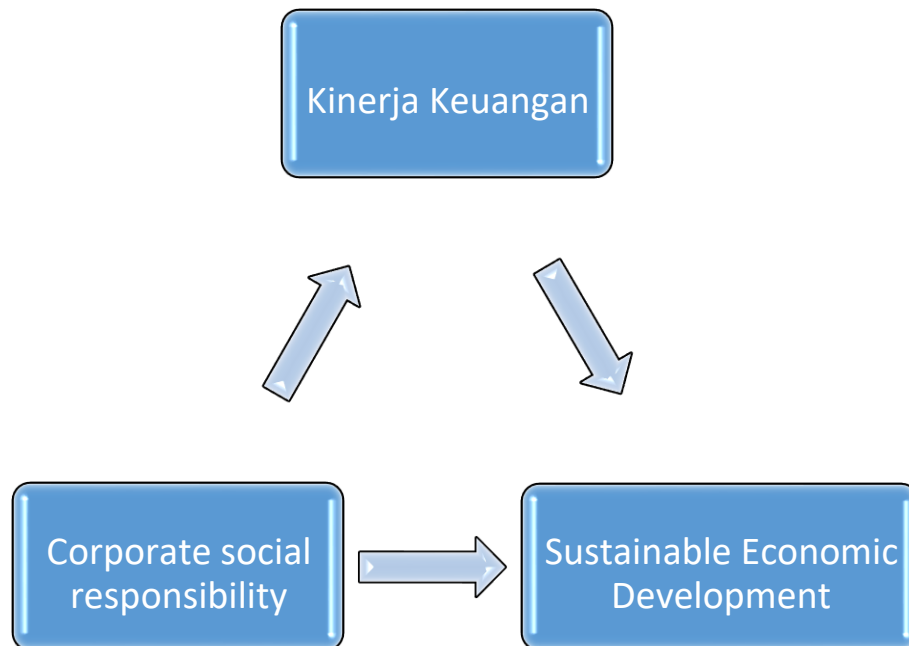 Kinerja Keuangan
Corporate social
responsibility
Sustainable Economic
Development